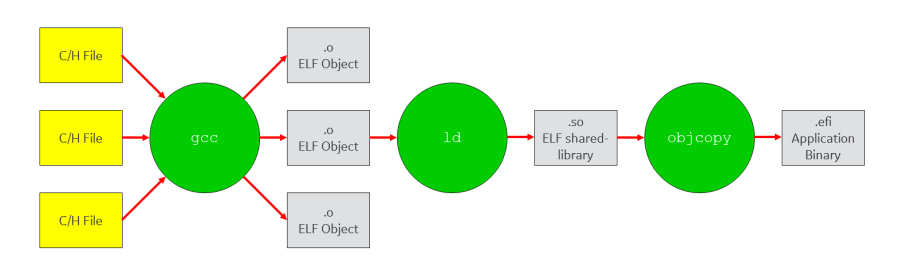 C/H File
C/H File
C/H File
gcc
.o
ELF Object
.o
ELF Object
.o
ELF Object
ld
.so
ELF shared-
library
objcopy
.efi
Application
Binary